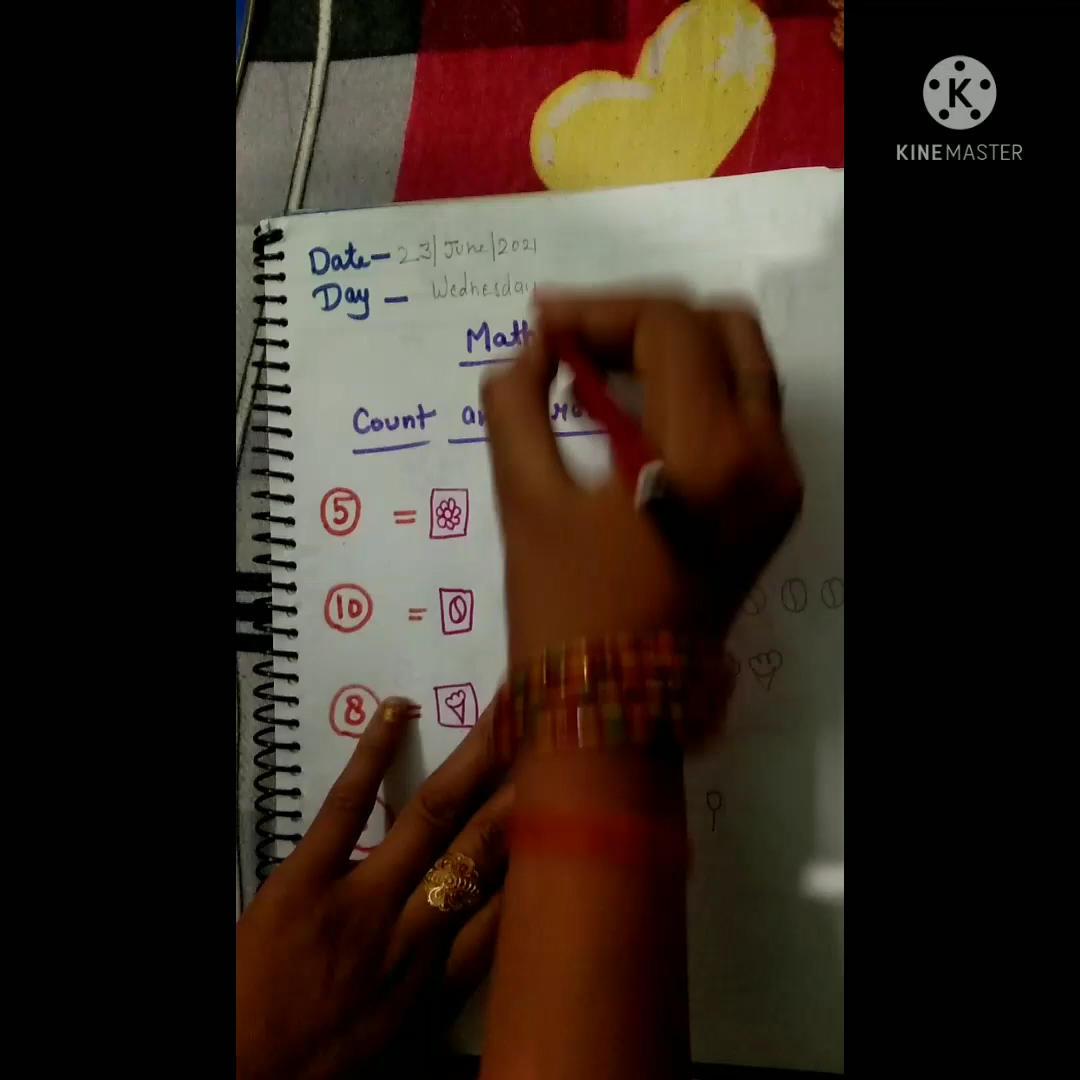 KINEMASTER
Date - 23/June/2021
Day - Wednesday
Count
5 =
10 =
8 =